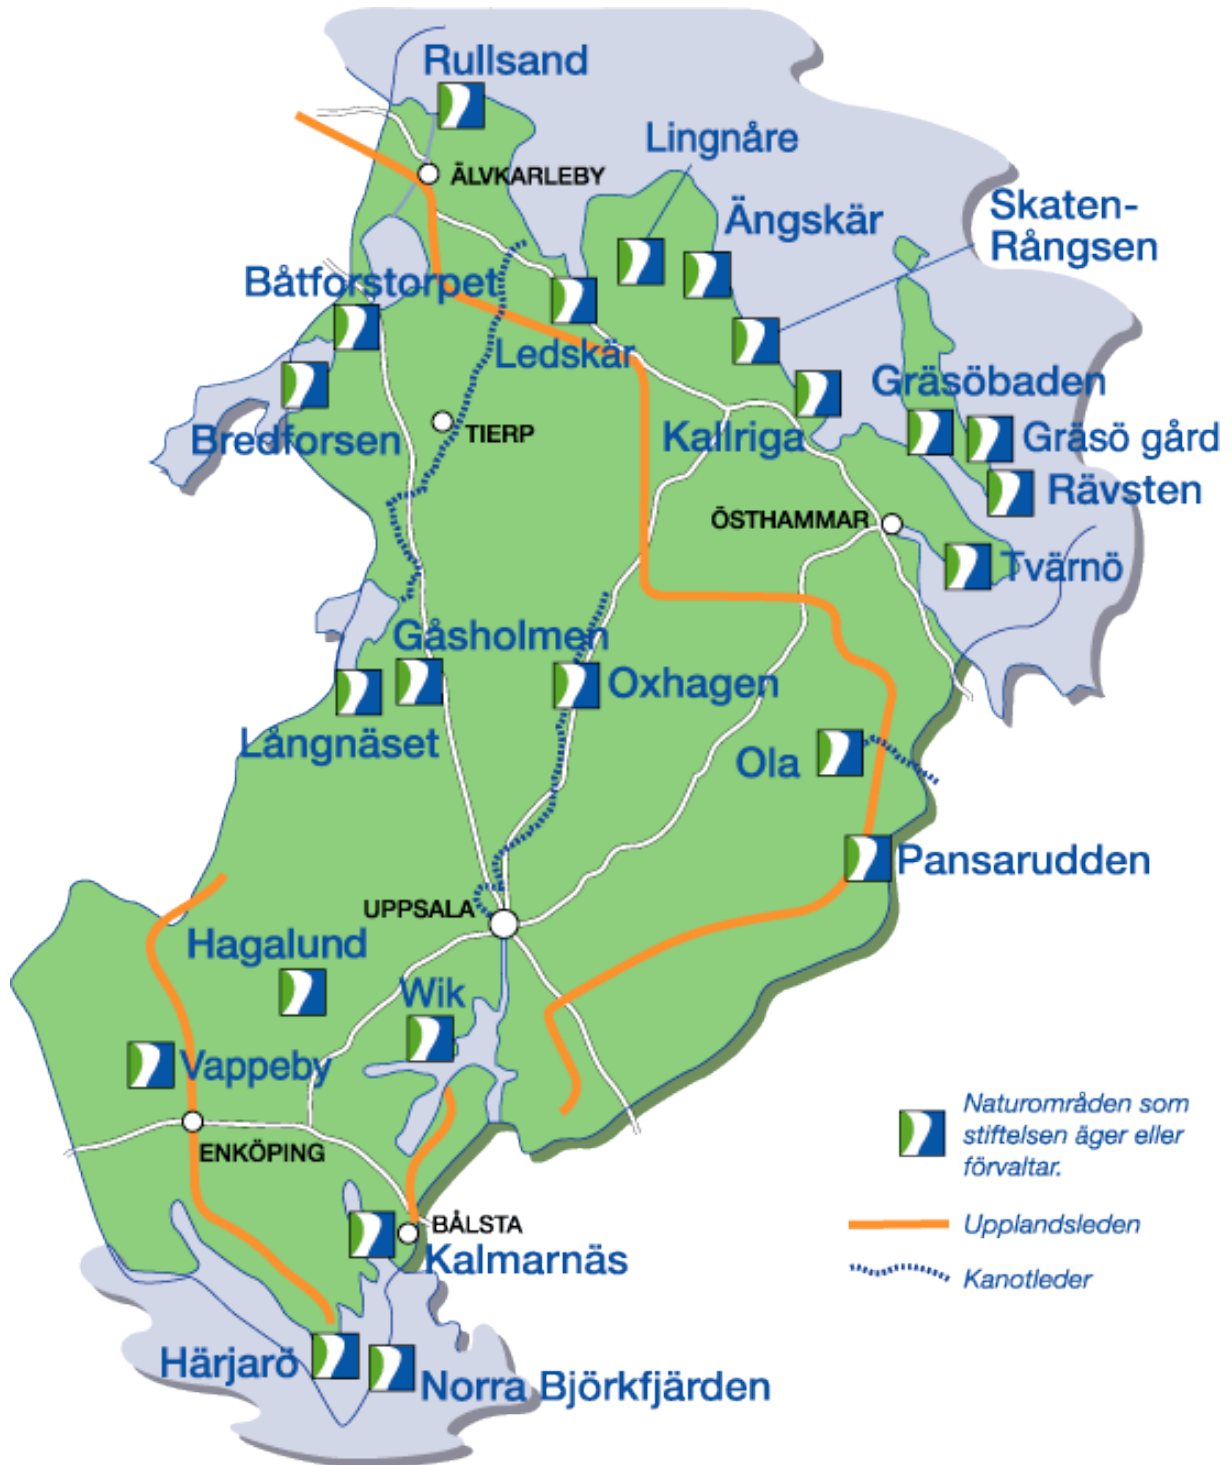 Rullsand
Lingnåre
ÄLVKARLEBY
Ängskär
Skaten-
Rångsen
Båtforstorpet
Ledskär
Gräsöbaden
Bredforsen
TIERP
Kallriga
Gräsö gård
Rävsten
ÖSTHAMMAR
Tvärnö
Gåsholmen
Oxhagen
Långnäset
Ola
Pansarudden
UPPSALA
Hagalund
Wik
Vappeby
Naturområden som
stiftelsen äger eller
förvaltar.
ENKÖPING
BÅLSTA
Upplandsleden
Kalmarnäs
Kanotleder
Härjarö
Norra Björkfjärden